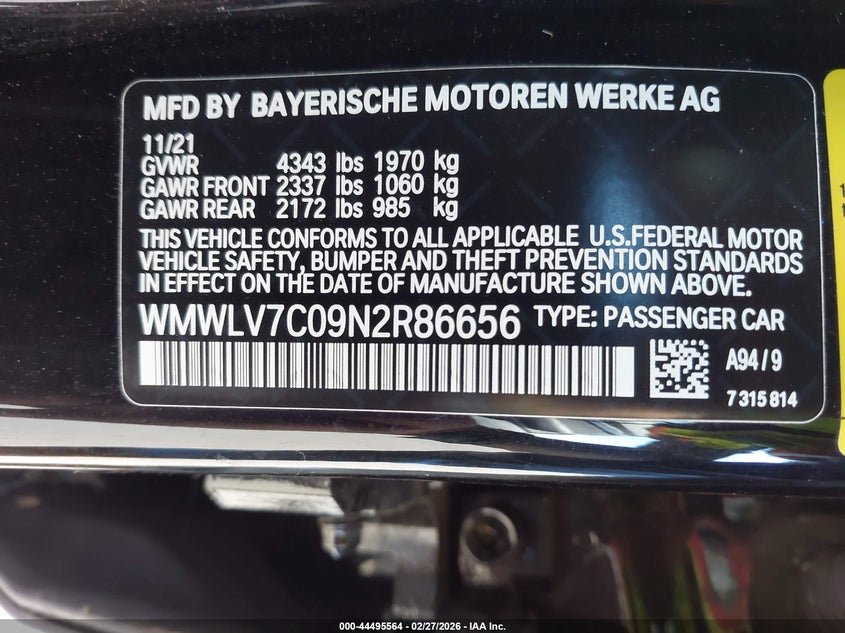 MFD BY BAYERISCHE MOTOREN WERKE AG
11/21
GVWR 4343 lbs 1970 kg
GAWR FRONT 2337 lbs 1060 kg
GAWR REAR 2172 lbs 985 kg
THIS VEHICLE CONFORMS TO ALL APPLICABLE U.S.FEDERAL MOTOR
VEHICLE SAFETY, BUMPER AND THEFT PREVENTION STANDARDS
IN EFFECT ON THE DATE OF MANUFACTURE SHOWN ABOVE.
WMWLV7C09N2R86656 TYPE: PASSENGER CAR
A94/9
7 315 814
000-44495564 - 02/27/2026 - IAA Inc.